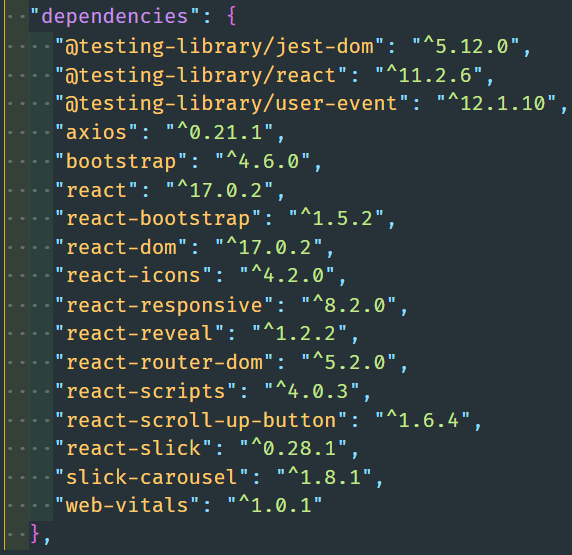 "dependencies": {
"@testing-library/jest-dom": "^5.12.0",
"@testing-library/react": "^11.2.6",
"@testing-library/user-event": "^12.1.10",
"axios": "^0.21.1",
"bootstrap": "^4.6.0",
"react": "^17.0.2",
"react-bootstrap": "^1.5.2",
"react-dom": "^17.0.2",
"react-icons": "^4.2.0",
"react-responsive": "^8.2.0",
"react-reveal": "^1.2.2",
"react-router-dom": "^5.2.0",
"react-scripts": "^4.0.3",
"react-scroll-up-button": "^1.6.4",
"react-slick": "^0.28.1",
"slick-carousel": "^1.8.1",
"web-vitals": "^1.0.1"
},